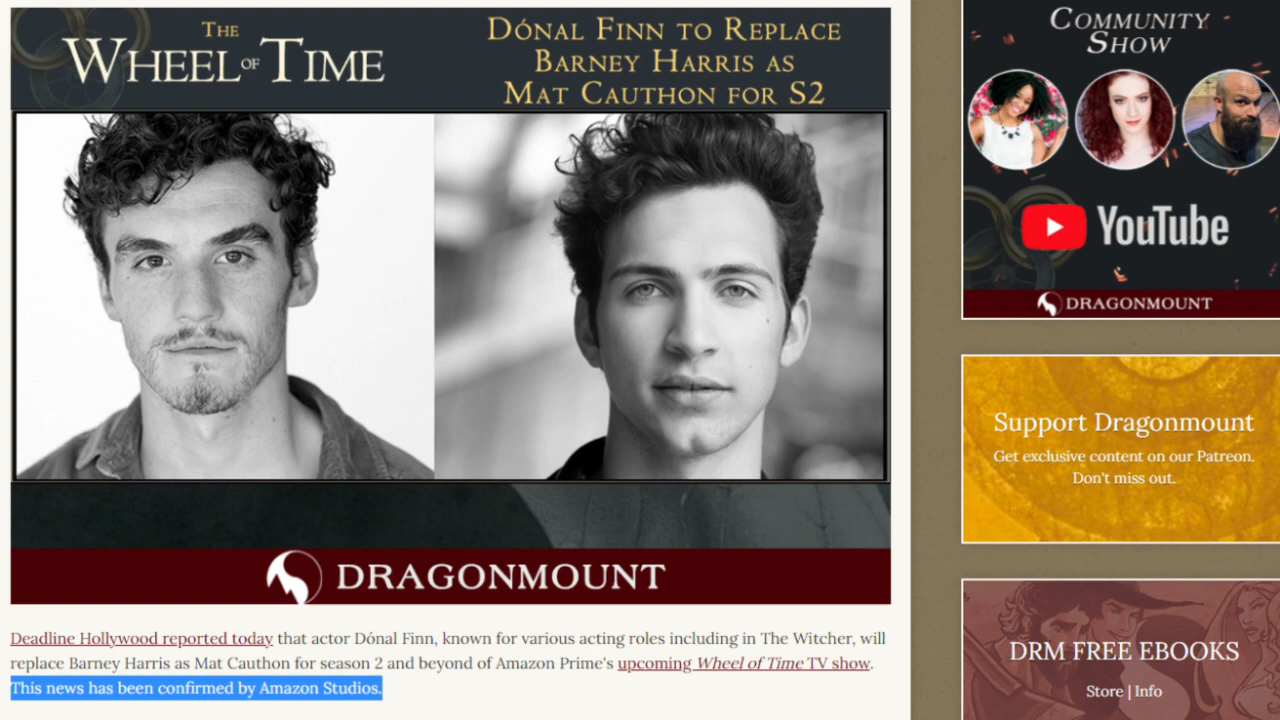 THE
WHEEL OF TIME
DÓNAL FINN TO REPLACE
BARNEY HARRIS AS
MAT CAUTHON FOR S2
DRAGONMOUNT
Deadline Hollywood reported today that actor Dónal Finn, known for various acting roles including in The Witcher, will
replace Barney Harris as Mat Cauthon for season 2 and beyond of Amazon Prime's upcoming Wheel of Time TV show.
This news has been confirmed by Amazon Studios.
COMMUNITY
SHOW
YouTube
DRAGONMOUNT
Support Dragonmount
Get exclusive content on our Patreon.
Don't miss out.
DRM FREE EBOOKS
Store | Info